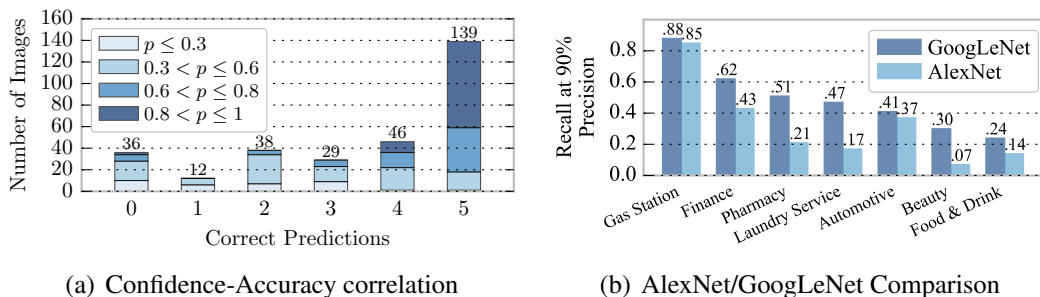 160
140
120
100
80
60
40
20
0
Number of Images
p ≤ 0.3
0.3 < p ≤ 0.6
0.6 < p ≤ 0.8
0.8 < p ≤ 1
36
12
38
29
46
139
0 1 2 3 4 5
Correct Predictions
(a) Confidence-Accuracy correlation
Recall at 90%
Precision
0.8
0.6
0.4
0.2
0.0
GoogLeNet
AlexNet
.88 .85
.62 .43
.51 .21
.47 .17
.41 .37
.30 .07
.24 .14
Gas Station
Finance
Pharmacy
Laundry Service
Automotive
Beauty
Food & Drink
(b) AlexNet/GoogLeNet Comparison